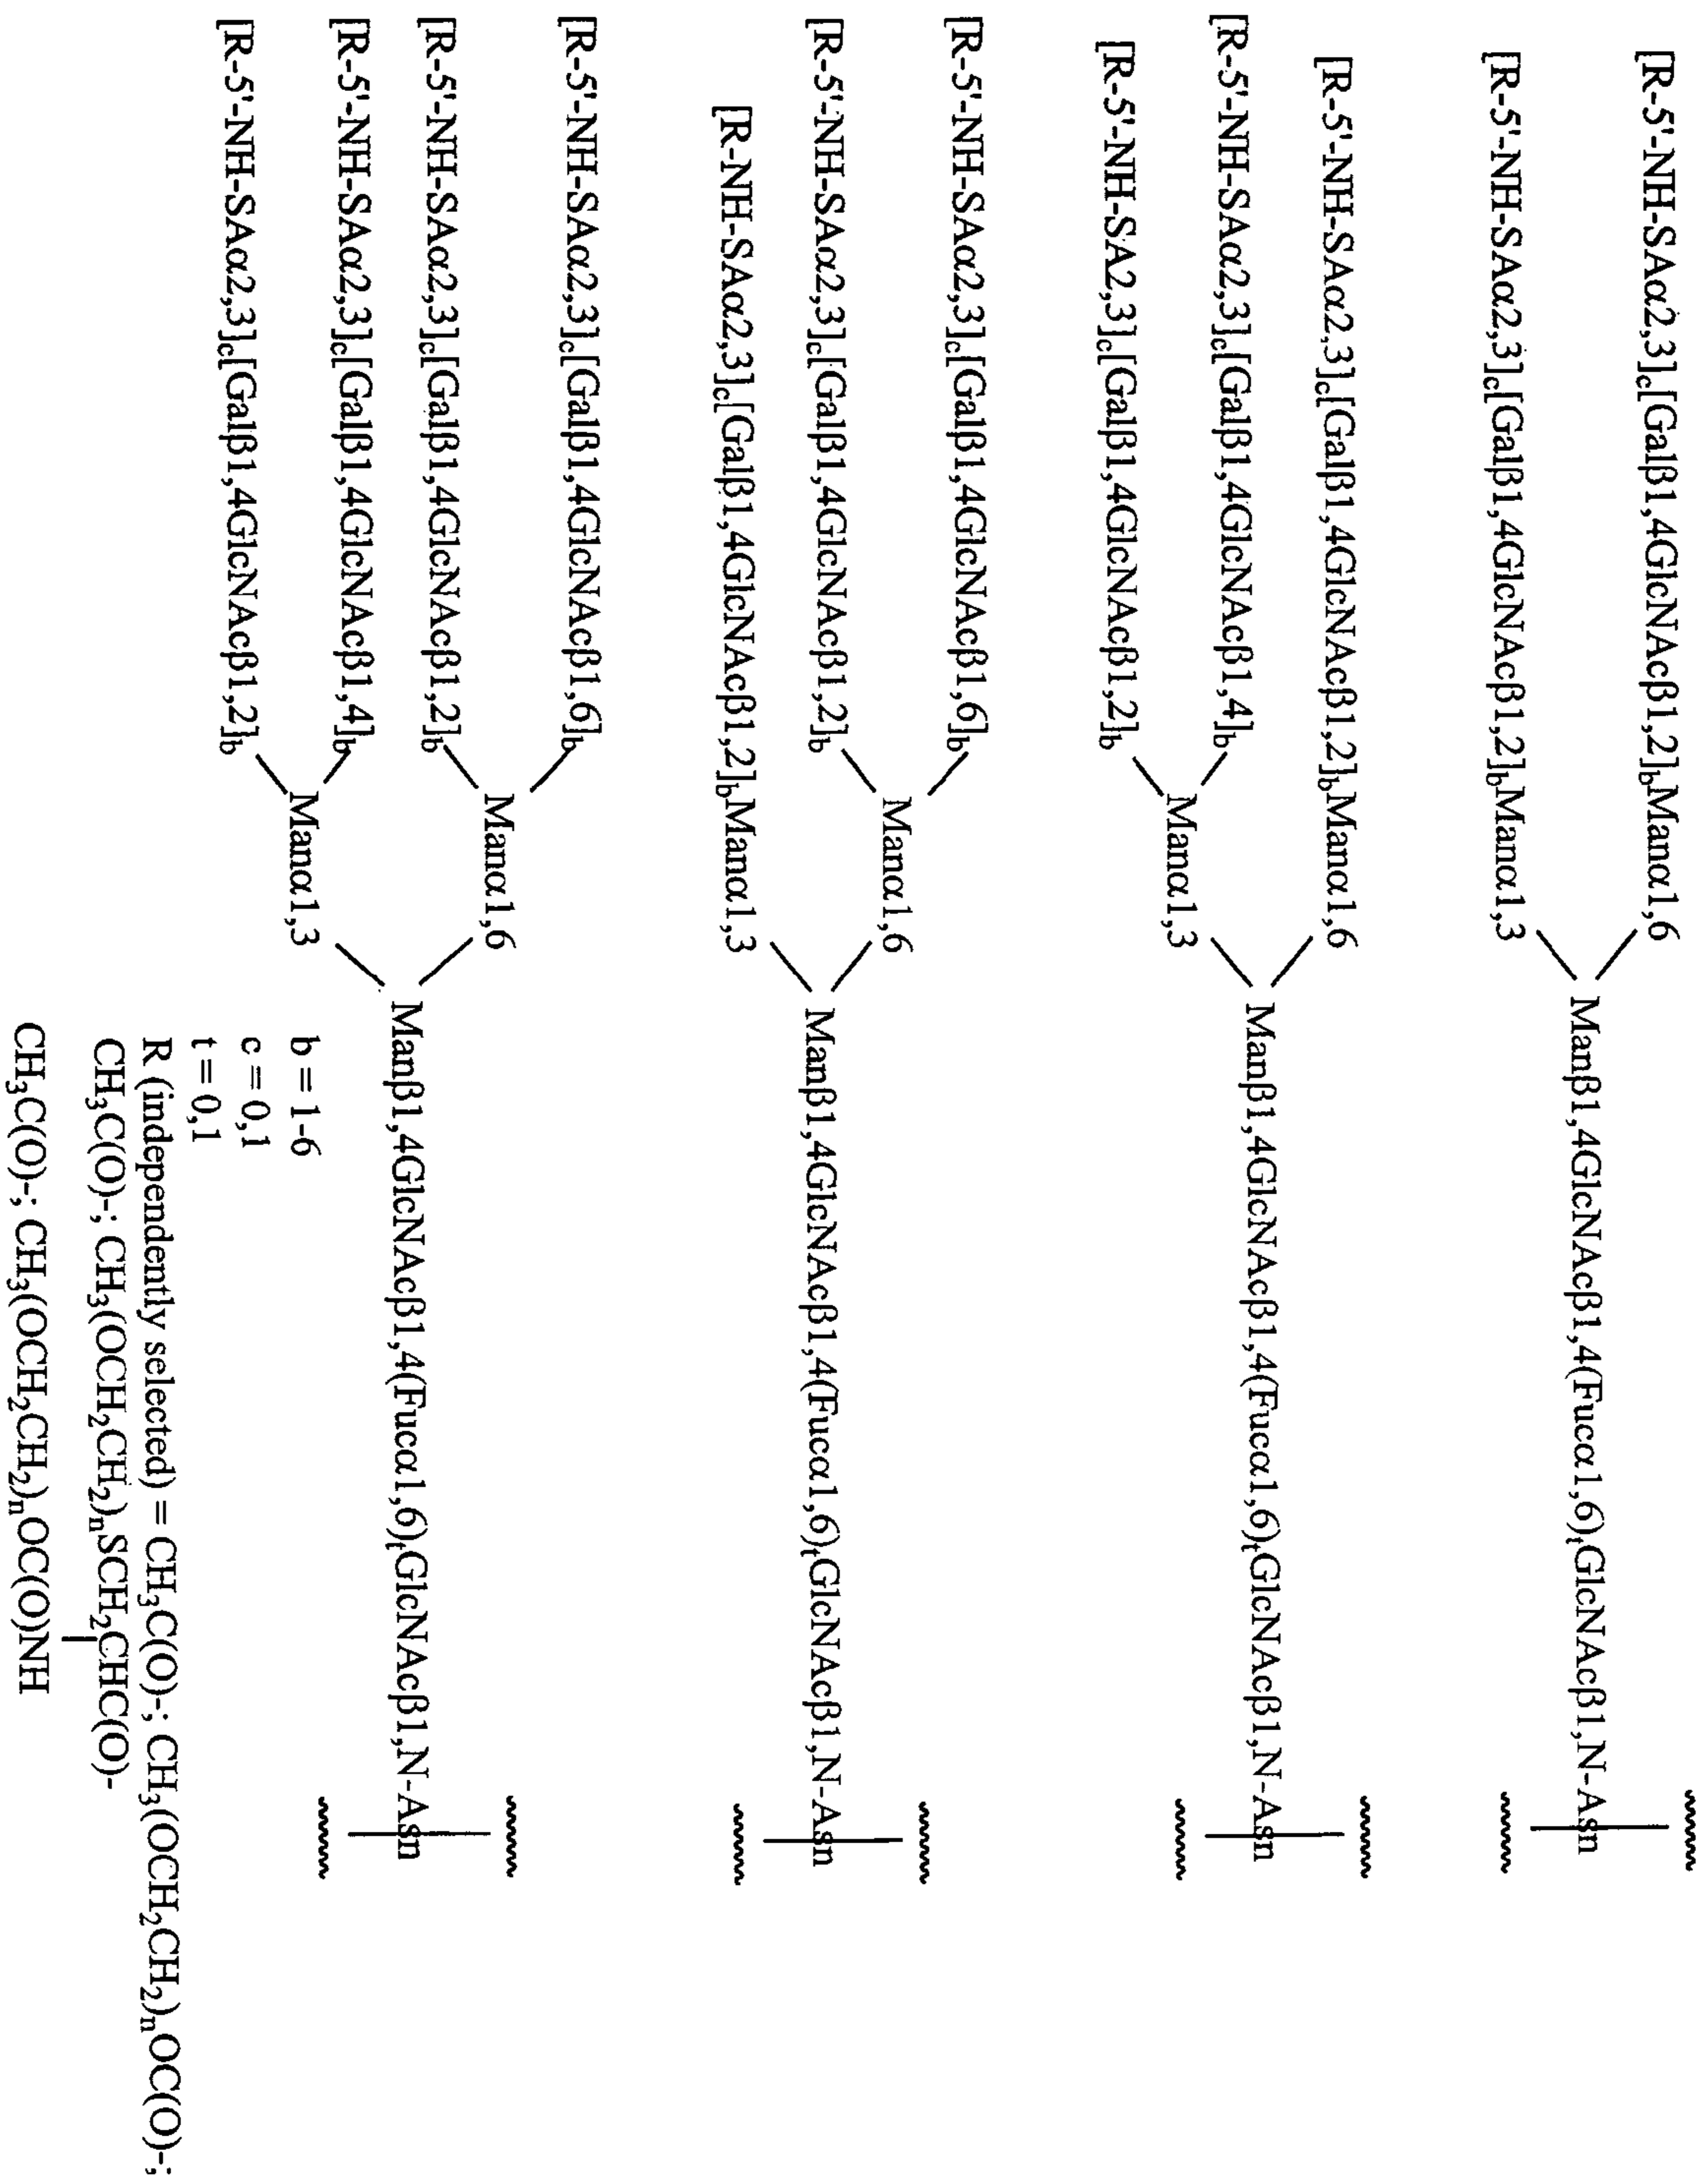 [R-5'-NH-SAα2,3]c[Galβ1,4GlcNAcβ1,2]bManα1,6
Manβ1,4GlcNAcβ1,4(Fucα1,6)tGlcNAcβ1,N-Asn
[R-5'-NH-SAα2,3]c[Galβ1,4GlcNAcβ1,2]bManα1,3
[R-5'-NH-SAα2,3]c[Galβ1,4GlcNAcβ1,2]bManα1,6
Manβ1,4GlcNAcβ1,4(Fucα1,6)tGlcNAcβ1,N-Asn
[R-5'-NH-SAα2,3]c[Galβ1,4GlcNAcβ1,4]b
Manα1,3
[R-5'-NH-SA2,3]c[Galβ1,4GlcNAcβ1,2]b
[R-5'-NH-SAα2,3]c[Galβ1,4GlcNAcβ1,6]b
Manα1,6
[R-5'-NH-SAα2,3]c[Galβ1,4GlcNAcβ1,2]b
Manβ1,4GlcNAcβ1,4(Fucα1,6)tGlcNAcβ1,N-Asn
[R-NH-SAα2,3]c[Galβ1,4GlcNAcβ1,2]bManα1,3
[R-5'-NH-SAα2,3]c[Galβ1,4GlcNAcβ1,6]b
Manα1,6
[R-5'-NH-SAα2,3]c[Galβ1,4GlcNAcβ1,2]b
Manβ1,4GlcNAcβ1,4(Fucα1,6)tGlcNAcβ1,N-Asn
[R-5'-NH-SAα2,3]c[Galβ1,4GlcNAcβ1,4]b
Manα1,3
[R-5'-NH-SAα2,3]c[Galβ1,4GlcNAcβ1,2]b
b = 1-6
c = 0,1
t = 0,1
R (independently selected) = CH3C(O)-; CH3(OCH2CH2)nOC(O)-;
CH3C(O)-; CH3(OCH2CH2)nSCH2CHC(O)-
CH3C(O)-; CH3(OCH2CH2)nOC(O)NH